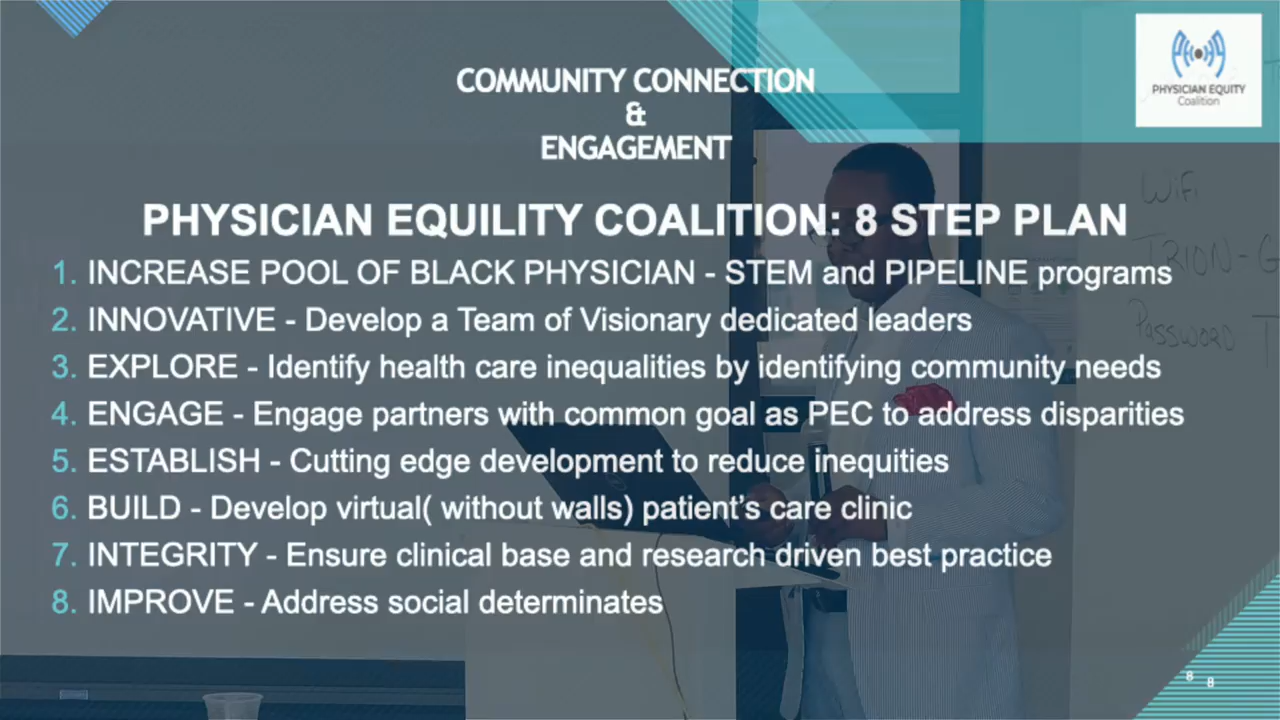 COMMUNITY CONNECTION
&
ENGAGEMENT
PHYSICIAN EQUITY
Coalition
WiFi
TRION-G
PASSWORD T
PHYSICIAN EQUILITY COALITION: 8 STEP PLAN
1. INCREASE POOL OF BLACK PHYSICIAN - STEM and PIPELINE programs
2. INNOVATIVE - Develop a Team of Visionary dedicated leaders
3. EXPLORE - Identify health care inequalities by identifying community needs
4. ENGAGE - Engage partners with common goal as PEC to address disparities
5. ESTABLISH - Cutting edge development to reduce inequities
6. BUILD - Develop virtual( without walls) patient's care clinic
7. INTEGRITY - Ensure clinical base and research driven best practice
8. IMPROVE - Address social determinates
8 8